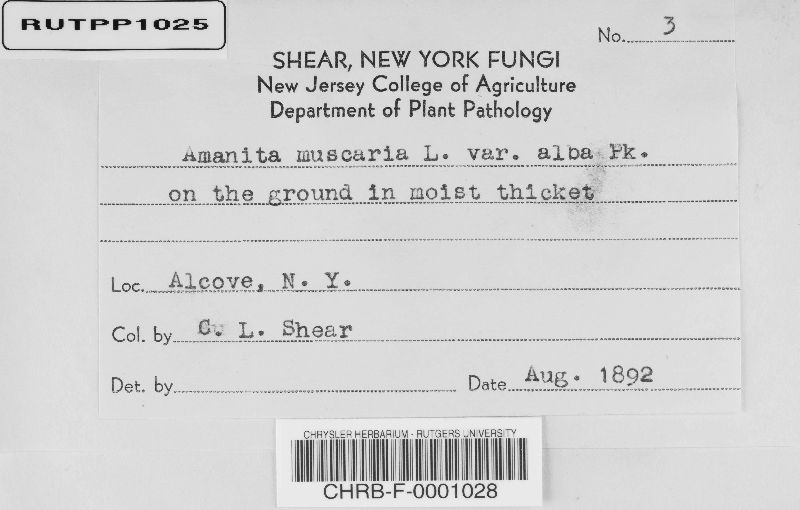 RUTPP1025
No. 3
SHEAR, NEW YORK FUNGI
New Jersey College of Agriculture
Department of Plant Pathology
Amanita muscaria L. var. alba Pk.
on the ground in moist thicket
Loc. Alcove, N. Y.
Col. by C. L. Shear
Det. by
Date Aug. 1892
CHRYSLER HERBARIUM - RUTGERS UNIVERSITY
CHRB-F-0001028